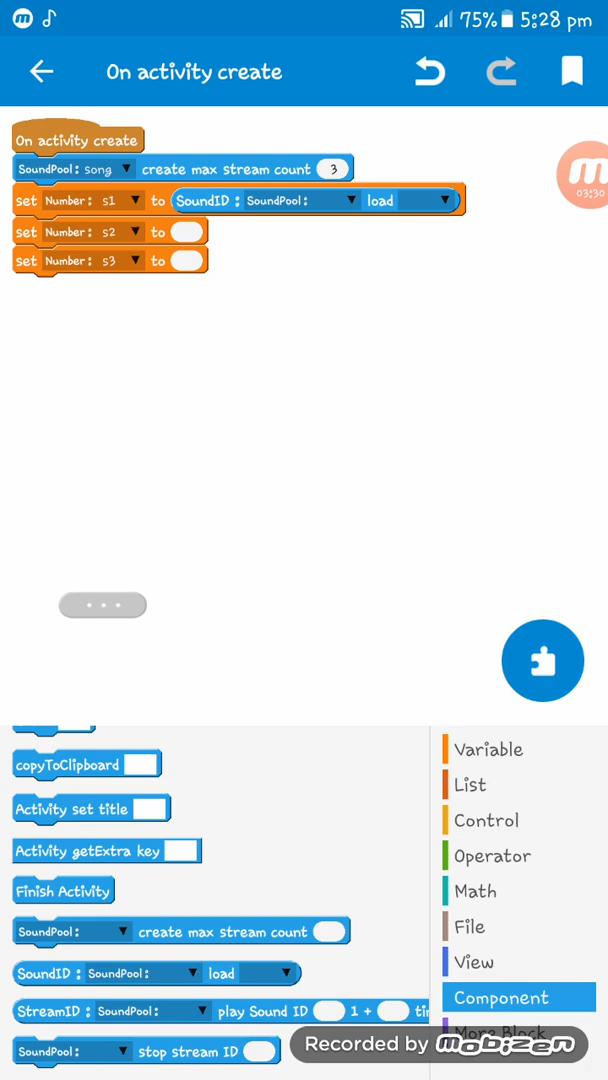 75% 5:28 pm
On activity create
03:30
On activity create
SoundPool: song create max stream count 3
set Number: s1 to SoundID : SoundPool: load
set Number: s2 to
set Number: s3 to
Variable
copyToClipboard
List
Activity set title
Control
Activity getExtra key
Operator
Finish Activity
Math
SoundPool: create max stream count
File
SoundID : SoundPool: load
View
StreamID: SoundPool: play Sound ID 1 +
Component
SoundPool: stop stream ID
More Block
Recorded by mobizen